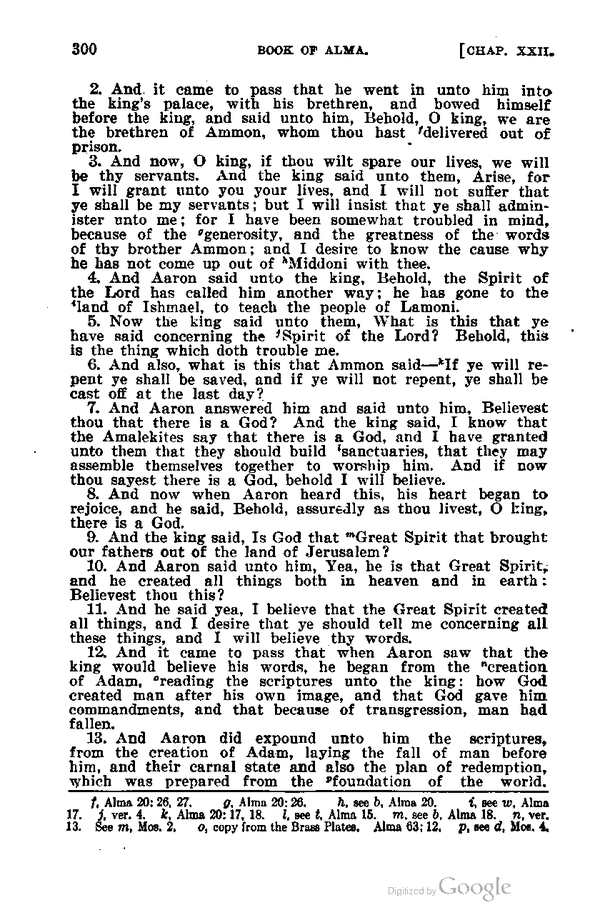 300 BOOK OF ALMA. [CHAP. XXII.
2. And it came to pass that he went in unto him into
the king's palace, with his brethren, and bowed himself
before the king, and said unto him, Behold, O king, we are
the brethren of Ammon, whom thou hast fdelivered out of
prison.
3. And now, O king, if thou wilt spare our lives, we will
be thy servants. And the king said unto them, Arise, for
I will grant unto you your lives, and I will not suffer that
ye shall be my servants; but I will insist that ye shall admin-
ister unto me; for I have been somewhat troubled in mind,
because of the ggenerosity, and the greatness of the words
of thy brother Ammon; and I desire to know the cause why
he has not come up out of hMiddoni with thee.
4. And Aaron said unto the king, Behold, the Spirit of
the Lord has called him another way; he has gone to the
iland of Ishmael, to teach the people of Lamoni.
5. Now the king said unto them, What is this that ye
have said concerning the jSpirit of the Lord? Behold, this
is the thing which doth trouble me.
6. And also, what is this that Ammon said—kIf ye will re-
pent ye shall be saved, and if ye will not repent, ye shall be
cast off at the last day?
7. And Aaron answered him and said unto him, Believest
thou that there is a God? And the king said, I know that
the Amalekites say that there is a God, and I have granted
unto them that they should build lsanctuaries, that they may
assemble themselves together to worship him. And if now
thou sayest there is a God, behold I will believe.
8. And now when Aaron heard this, his heart began to
rejoice, and he said, Behold, assuredly as thou livest, O king,
there is a God.
9. And the king said, Is God that mGreat Spirit that brought
our fathers out of the land of Jerusalem?
10. And Aaron said unto him, Yea, he is that Great Spirit,
and he created all things both in heaven and in earth:
Believest thou this?
11. And he said yea, I believe that the Great Spirit created
all things, and I desire that ye should tell me concerning all
these things, and I will believe thy words.
12. And it came to pass that when Aaron saw that the
king would believe his words, he began from the ncreation
of Adam, oreading the scriptures unto the king: how God
created man after his own image, and that God gave him
commandments, and that because of transgression, man had
fallen.
13. And Aaron did expound unto him the scriptures,
from the creation of Adam, laying the fall of man before
him, and their carnal state and also the plan of redemption,
which was prepared from the pfoundation of the world.
f, Alma 20: 26, 27. g, Alma 20: 26. h, see b, Alma 20. i, see w, Alma
17. j, ver. 4. k, Alma 20: 17, 18. l, see t, Alma 15. m, see b, Alma 18. n, ver.
13. See m, Mos. 2. o, copy from the Brass Plates. Alma 63: 12. p, see d, Mos. 4.
Digitized by Google